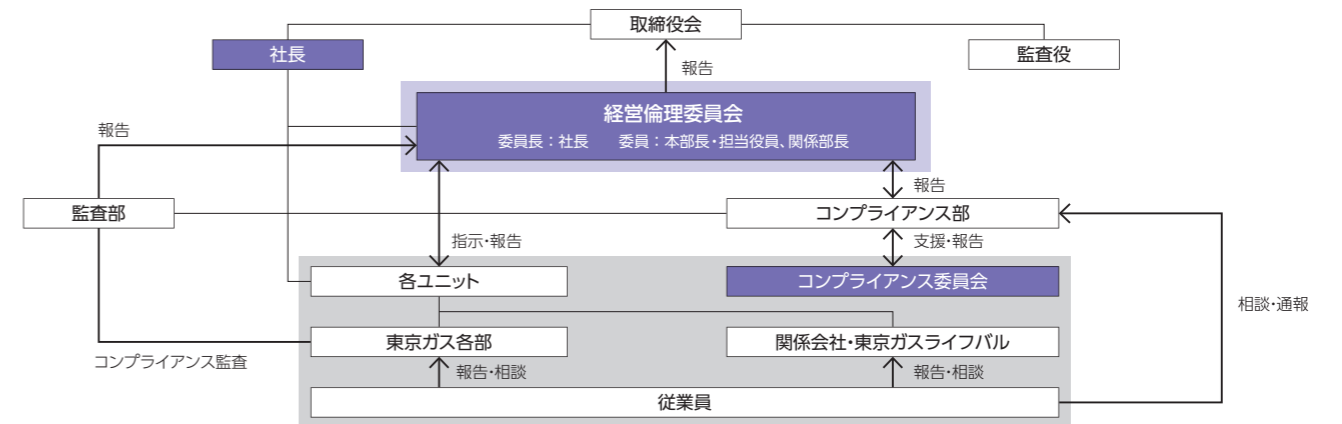 取締役会
社長
監査役
報告
経営倫理委員会
委員長：社長　委員：本部長・担当役員、関係部長
報告
報告
監査部
コンプライアンス部
指示・報告
支援・報告
各ユニット
コンプライアンス委員会
相談・通報
東京ガス各部
関係会社・東京ガスライフバル
コンプライアンス監査
報告・相談
報告・相談
従業員